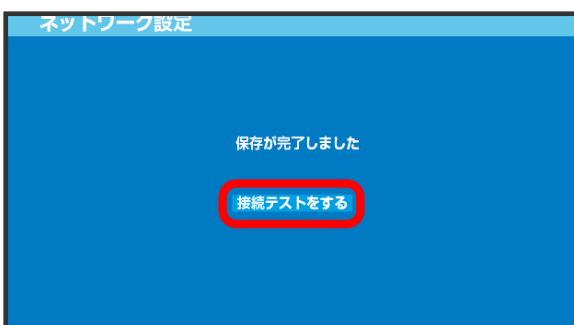 ネットワーク設定
保存が完了しました
接続テストをする